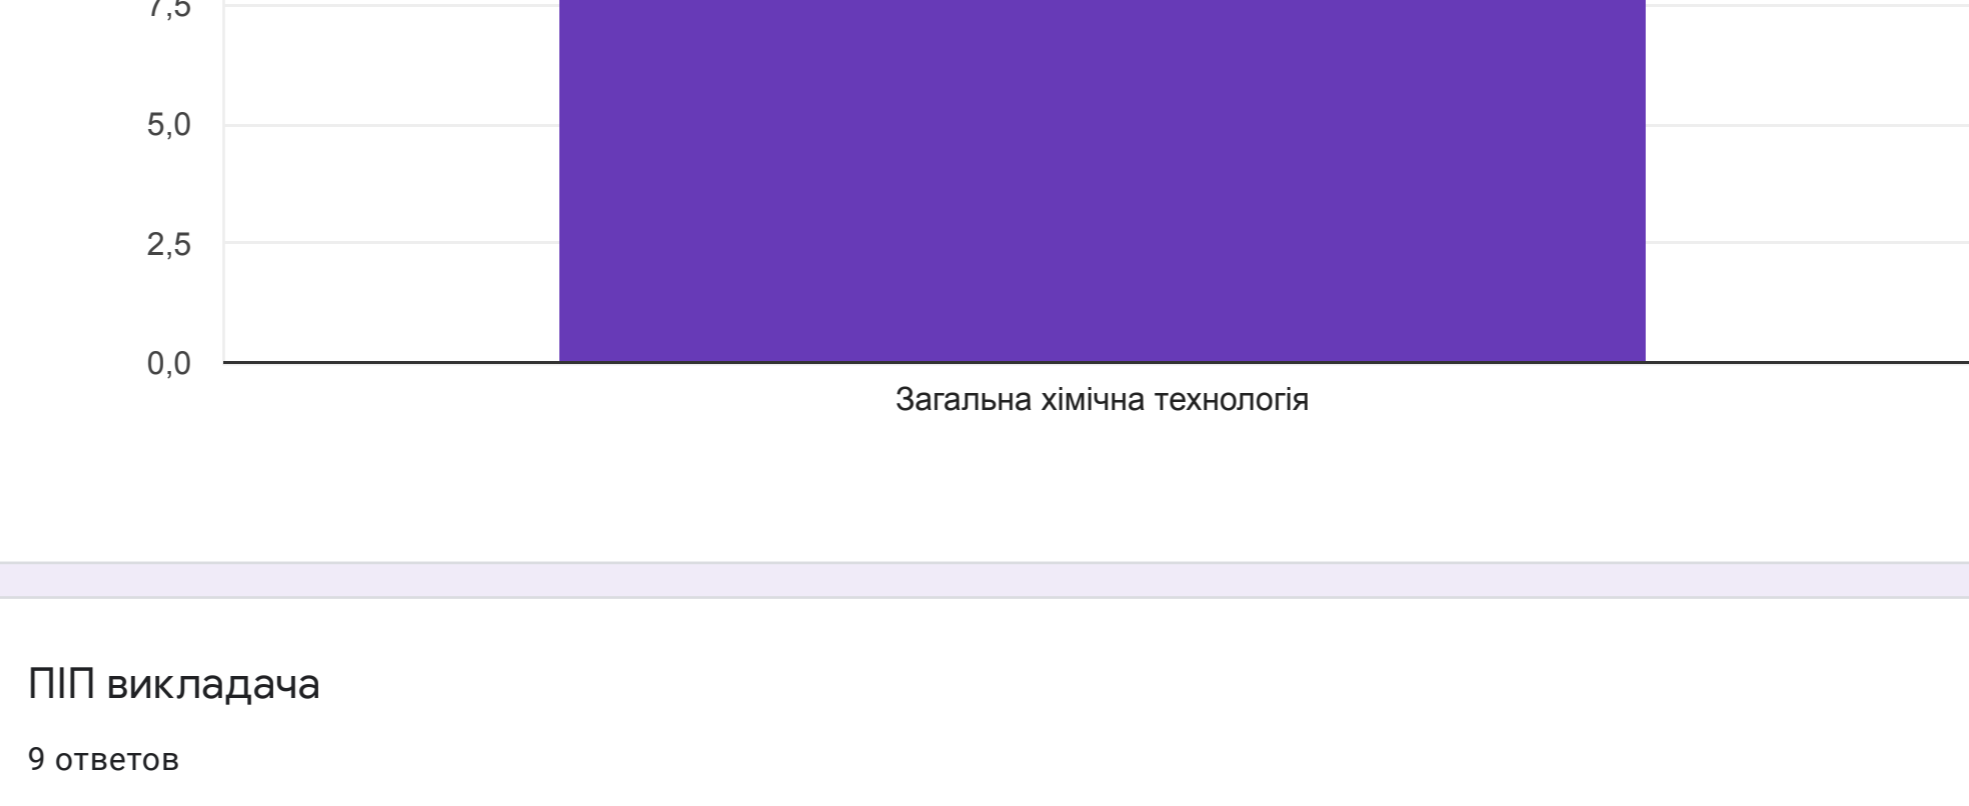 7,5
5,0
2,5
0,0
Загальна хімічна технологія
ПІП викладача
9 ответов